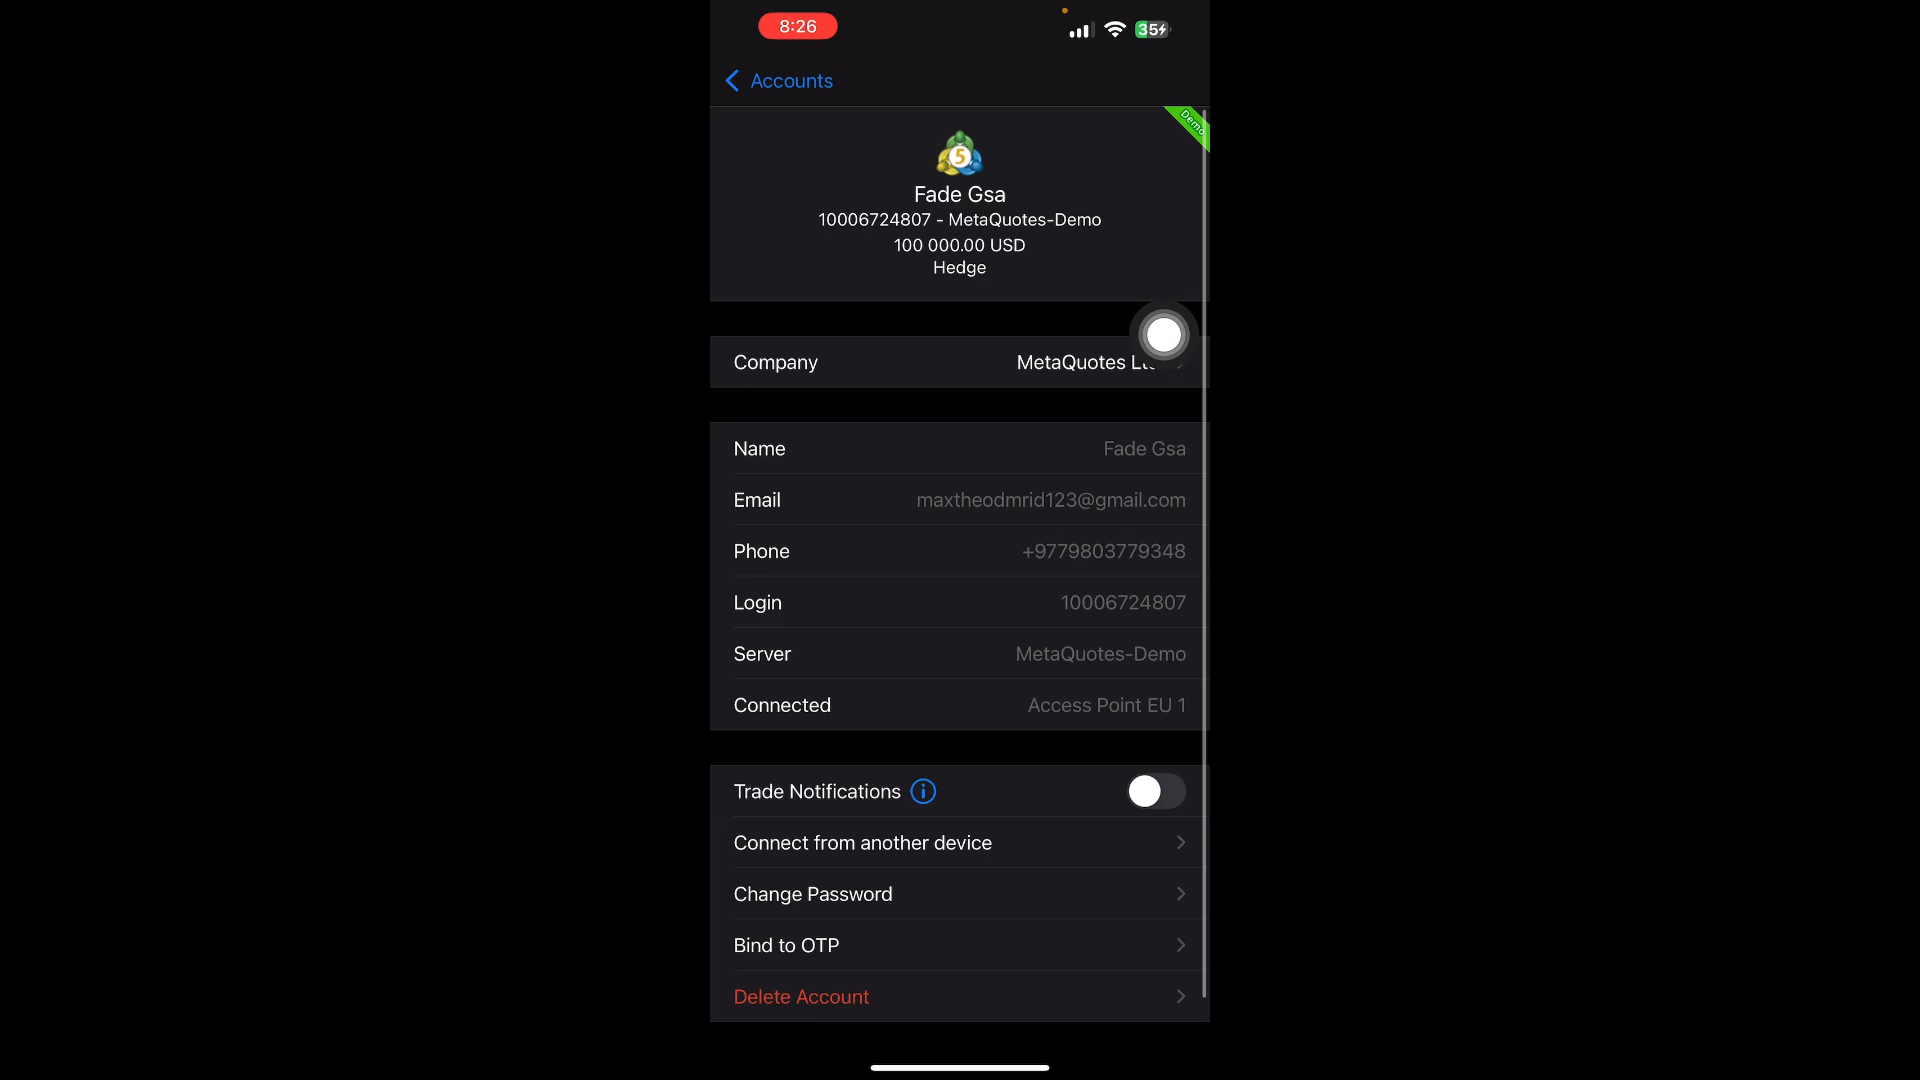 8:26
35
Accounts
Demo
5
Fade Gsa
10006724807 - MetaQuotes-Demo
100 000.00 USD
Hedge
Company MetaQuotes
Name Fade Gsa
Email maxtheodmrid123@gmail.com
Phone +9779803779348
Login 10006724807
Server MetaQuotes-Demo
Connected Access Point EU 1
Trade Notifications
Connect from another device
Change Password
Bind to OTP
Delete Account